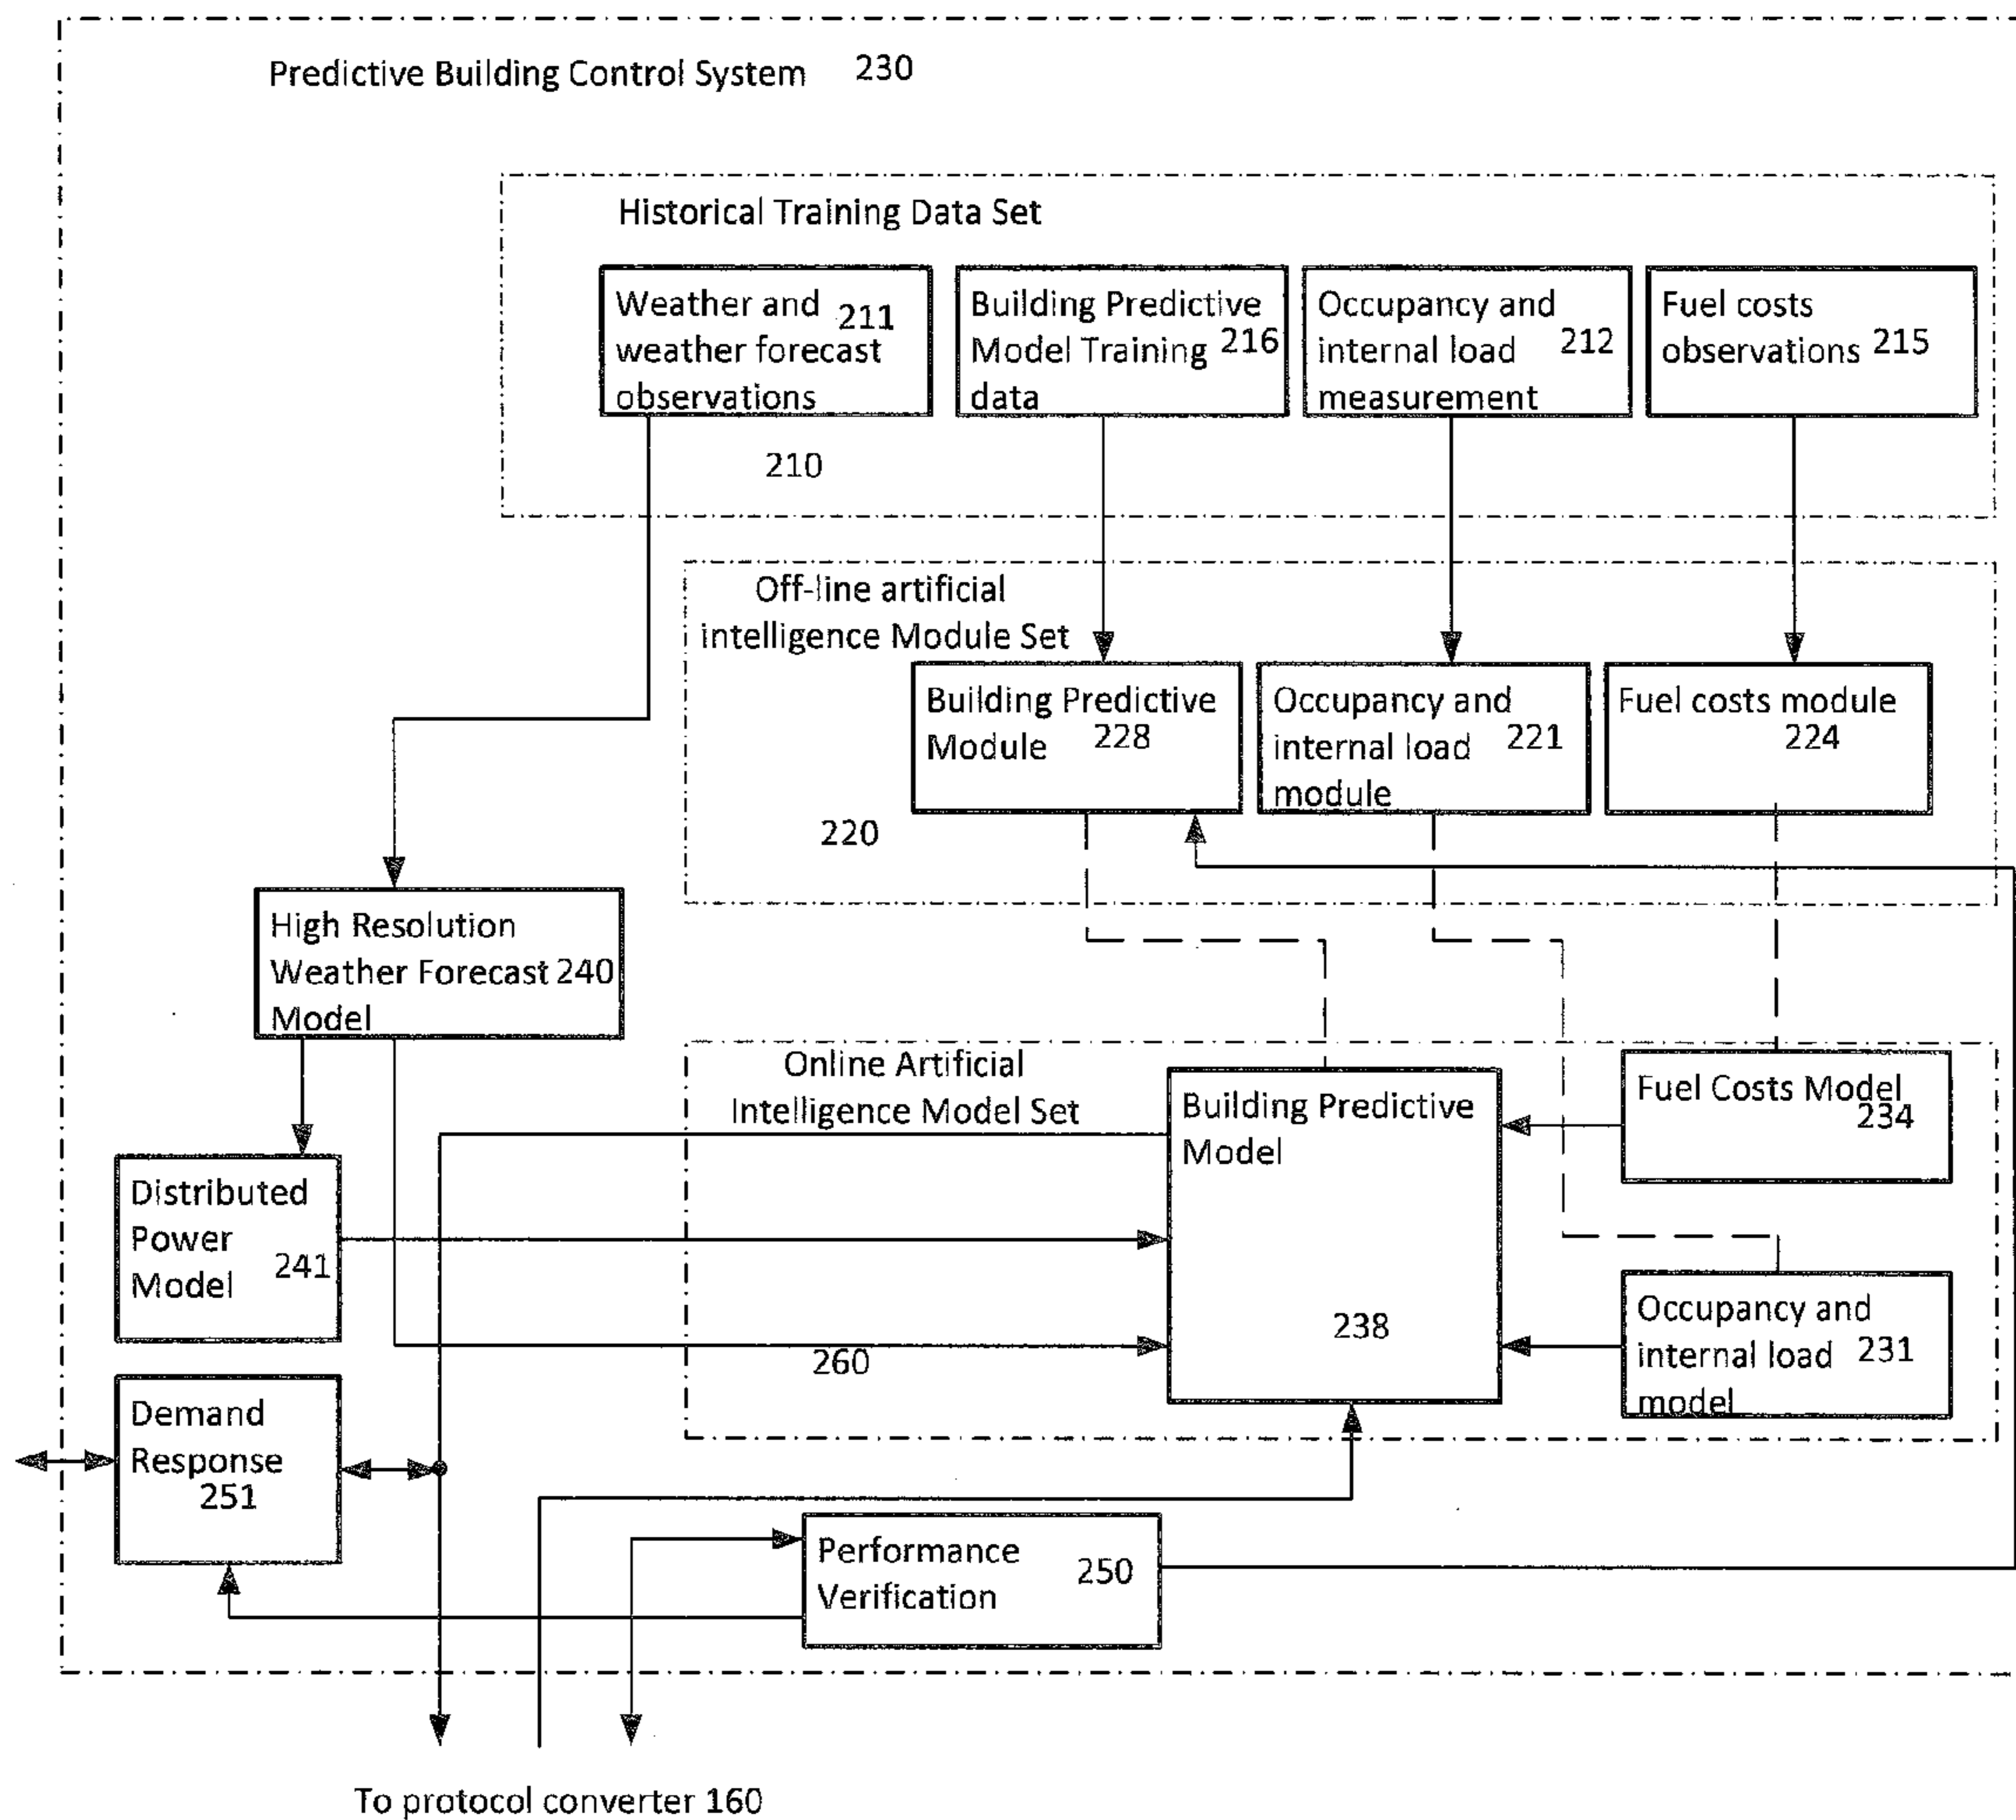 Predictive Building Control System 230
Historical Training Data Set
Weather and
weather forecast
observations
211
Building Predictive
Model Training
data
216
Occupancy and
internal load
measurement
212
Fuel costs
observations
215
210
Off-line artificial
intelligence Module Set
Building Predictive
Module
228
Occupancy and
internal load
module
221
Fuel costs module
224
220
High Resolution
Weather Forecast
Model
240
Online Artificial
Intelligence Model Set
Building Predictive
Model
238
Fuel Costs Model
234
Distributed
Power
Model
241
Occupancy and
internal load
model
231
260
Demand
Response
251
Performance
Verification
250
To protocol converter 160